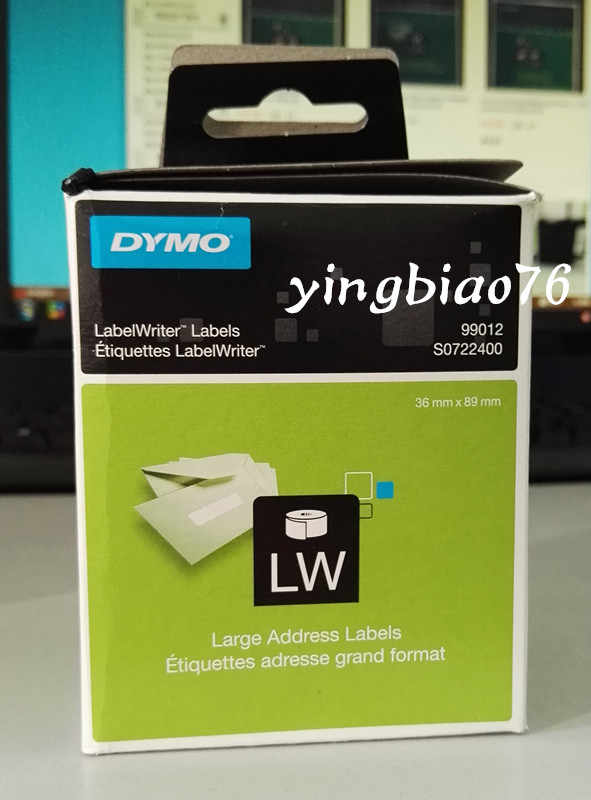 DYMO
yingbiao76
LabelWriter™ Labels
99012
Étiquettes LabelWriter™
S0722400
36 mm x 89 mm
LW
Large Address Labels
Étiquettes adresse grand format